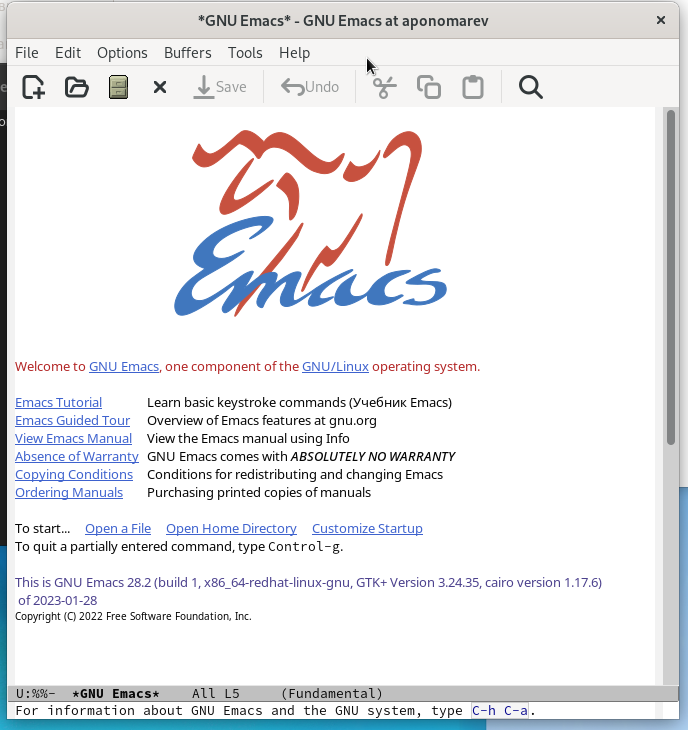 *GNU Emacs* - GNU Emacs at aponomarev
File Edit Options Buffers Tools Help
Save Undo
Emacs
Welcome to GNU Emacs, one component of the GNU/Linux operating system.
Emacs Tutorial Learn basic keystroke commands (Учебник Emacs)
Emacs Guided Tour Overview of Emacs features at gnu.org
View Emacs Manual View the Emacs manual using Info
Absence of Warranty GNU Emacs comes with ABSOLUTELY NO WARRANTY
Copying Conditions Conditions for redistributing and changing Emacs
Ordering Manuals Purchasing printed copies of manuals
To start... Open a File Open Home Directory Customize Startup
To quit a partially entered command, type Control-g.
This is GNU Emacs 28.2 (build 1, x86_64-redhat-linux-gnu, GTK+ Version 3.24.35, cairo version 1.17.6)
of 2023-01-28
Copyright (C) 2022 Free Software Foundation, Inc.
U:%%- *GNU Emacs* All L5 (Fundamental)
For information about GNU Emacs and the GNU system, type C-h C-a.